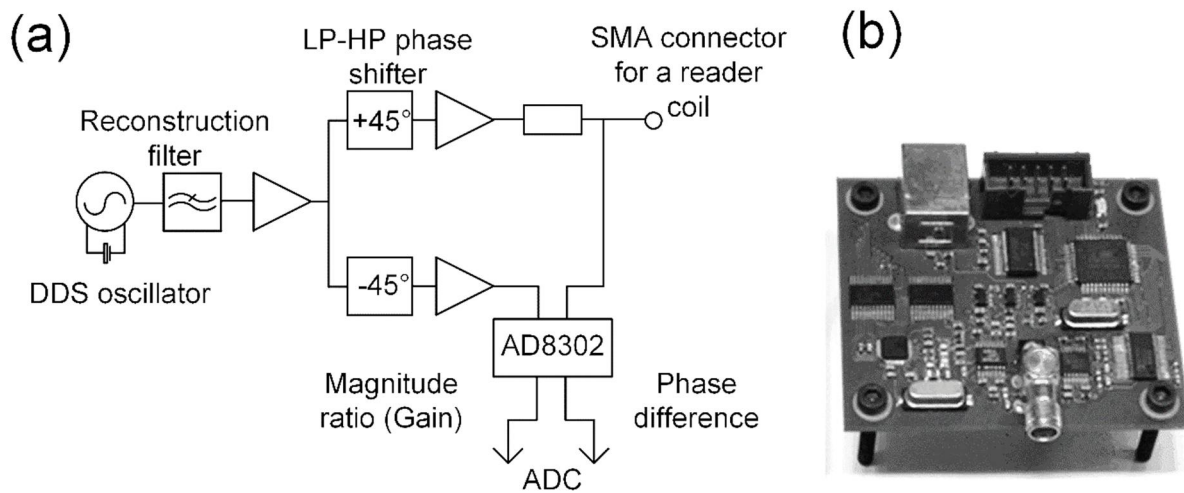 (a)
LP-HP phase
shifter
SMA connector
for a reader
coil
(b)
Reconstruction
filter
+45°
DDS oscillator
-45°
AD8302
Magnitude
ratio (Gain)
Phase
difference
ADC